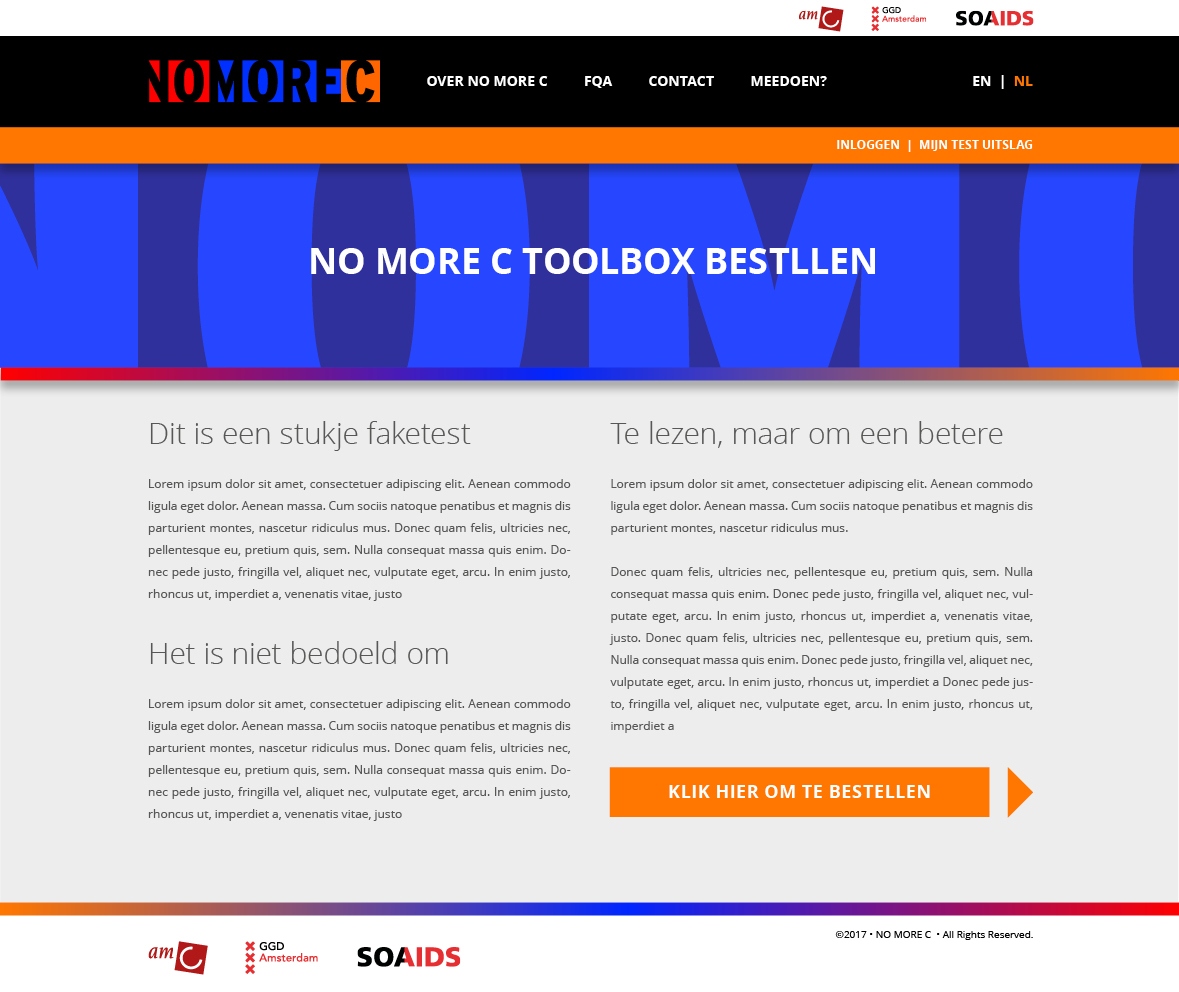 amc GGD Amsterdam SOAIDS
NOMOREC OVER NO MORE C FQA CONTACT MEEDOEN? EN | NL
INLOGGEN | MIJN TEST UITSLAG
NOMO
NO MORE C TOOLBOX BESTLLEN
Dit is een stukje faketest
Lorem ipsum dolor sit amet, consectetuer adipiscing elit. Aenean commodo
ligula eget dolor. Aenean massa. Cum sociis natoque penatibus et magnis dis
parturient montes, nascetur ridiculus mus. Donec quam felis, ultricies nec,
pellentesque eu, pretium quis, sem. Nulla consequat massa quis enim. Do-
nec pede justo, fringilla vel, aliquet nec, vulputate eget, arcu. In enim justo,
rhoncus ut, imperdiet a, venenatis vitae, justo
Het is niet bedoeld om
Lorem ipsum dolor sit amet, consectetuer adipiscing elit. Aenean commodo
ligula eget dolor. Aenean massa. Cum sociis natoque penatibus et magnis dis
parturient montes, nascetur ridiculus mus. Donec quam felis, ultricies nec,
pellentesque eu, pretium quis, sem. Nulla consequat massa quis enim. Do-
nec pede justo, fringilla vel, aliquet nec, vulputate eget, arcu. In enim justo,
rhoncus ut, imperdiet a, venenatis vitae, justo
Te lezen, maar om een betere
Lorem ipsum dolor sit amet, consectetuer adipiscing elit. Aenean commodo
ligula eget dolor. Aenean massa. Cum sociis natoque penatibus et magnis dis
parturient montes, nascetur ridiculus mus.
Donec quam felis, ultricies nec, pellentesque eu, pretium quis, sem. Nulla
consequat massa quis enim. Donec pede justo, fringilla vel, aliquet nec, vul-
putate eget, arcu. In enim justo, rhoncus ut, imperdiet a, venenatis vitae,
justo. Donec quam felis, ultricies nec, pellentesque eu, pretium quis, sem.
Nulla consequat massa quis enim. Donec pede justo, fringilla vel, aliquet nec,
vulputate eget, arcu. In enim justo, rhoncus ut, imperdiet a Donec pede jus-
to, fringilla vel, aliquet nec, vulputate eget, arcu. In enim justo, rhoncus ut,
imperdiet a
KLIK HIER OM TE BESTELLEN
amc GGD Amsterdam SOAIDS
©2017 • NO MORE C • All Rights Reserved.